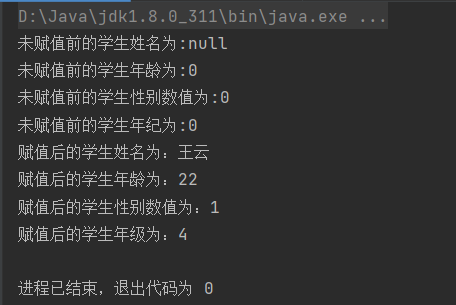 D:\Java\jdk1.8.0_311\bin\java.exe ...
未赋值前的学生姓名为:null
未赋值前的学生年龄为:0
未赋值前的学生性别数值为:0
未赋值前的学生年纪为:0
赋值后的学生姓名为：王云
赋值后的学生年龄为：22
赋值后的学生性别数值为：1
赋值后的学生年级为：4
进程已结束，退出代码为 0